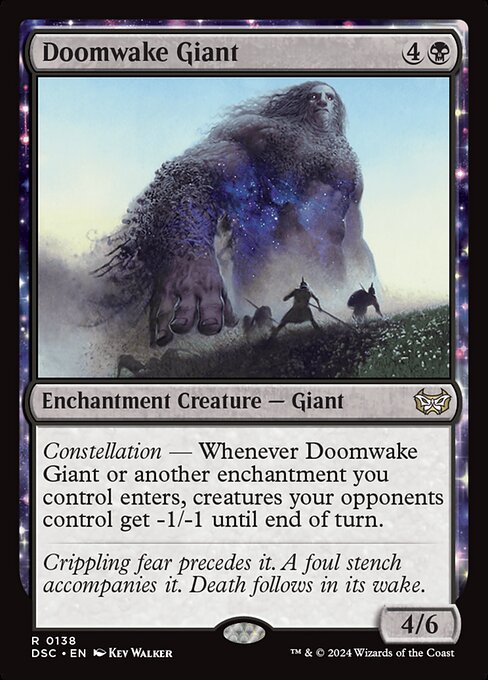 Doomwake Giant 4
Enchantment Creature — Giant
Constellation — Whenever Doomwake
Giant or another enchantment you
control enters, creatures your opponents
control get -1/-1 until end of turn.
Crippling fear precedes it. A foul stench
accompanies it. Death follows in its wake.
4/6
R 0138
DSC • EN Kev Walker
™ & © 2024 Wizards of the Coast